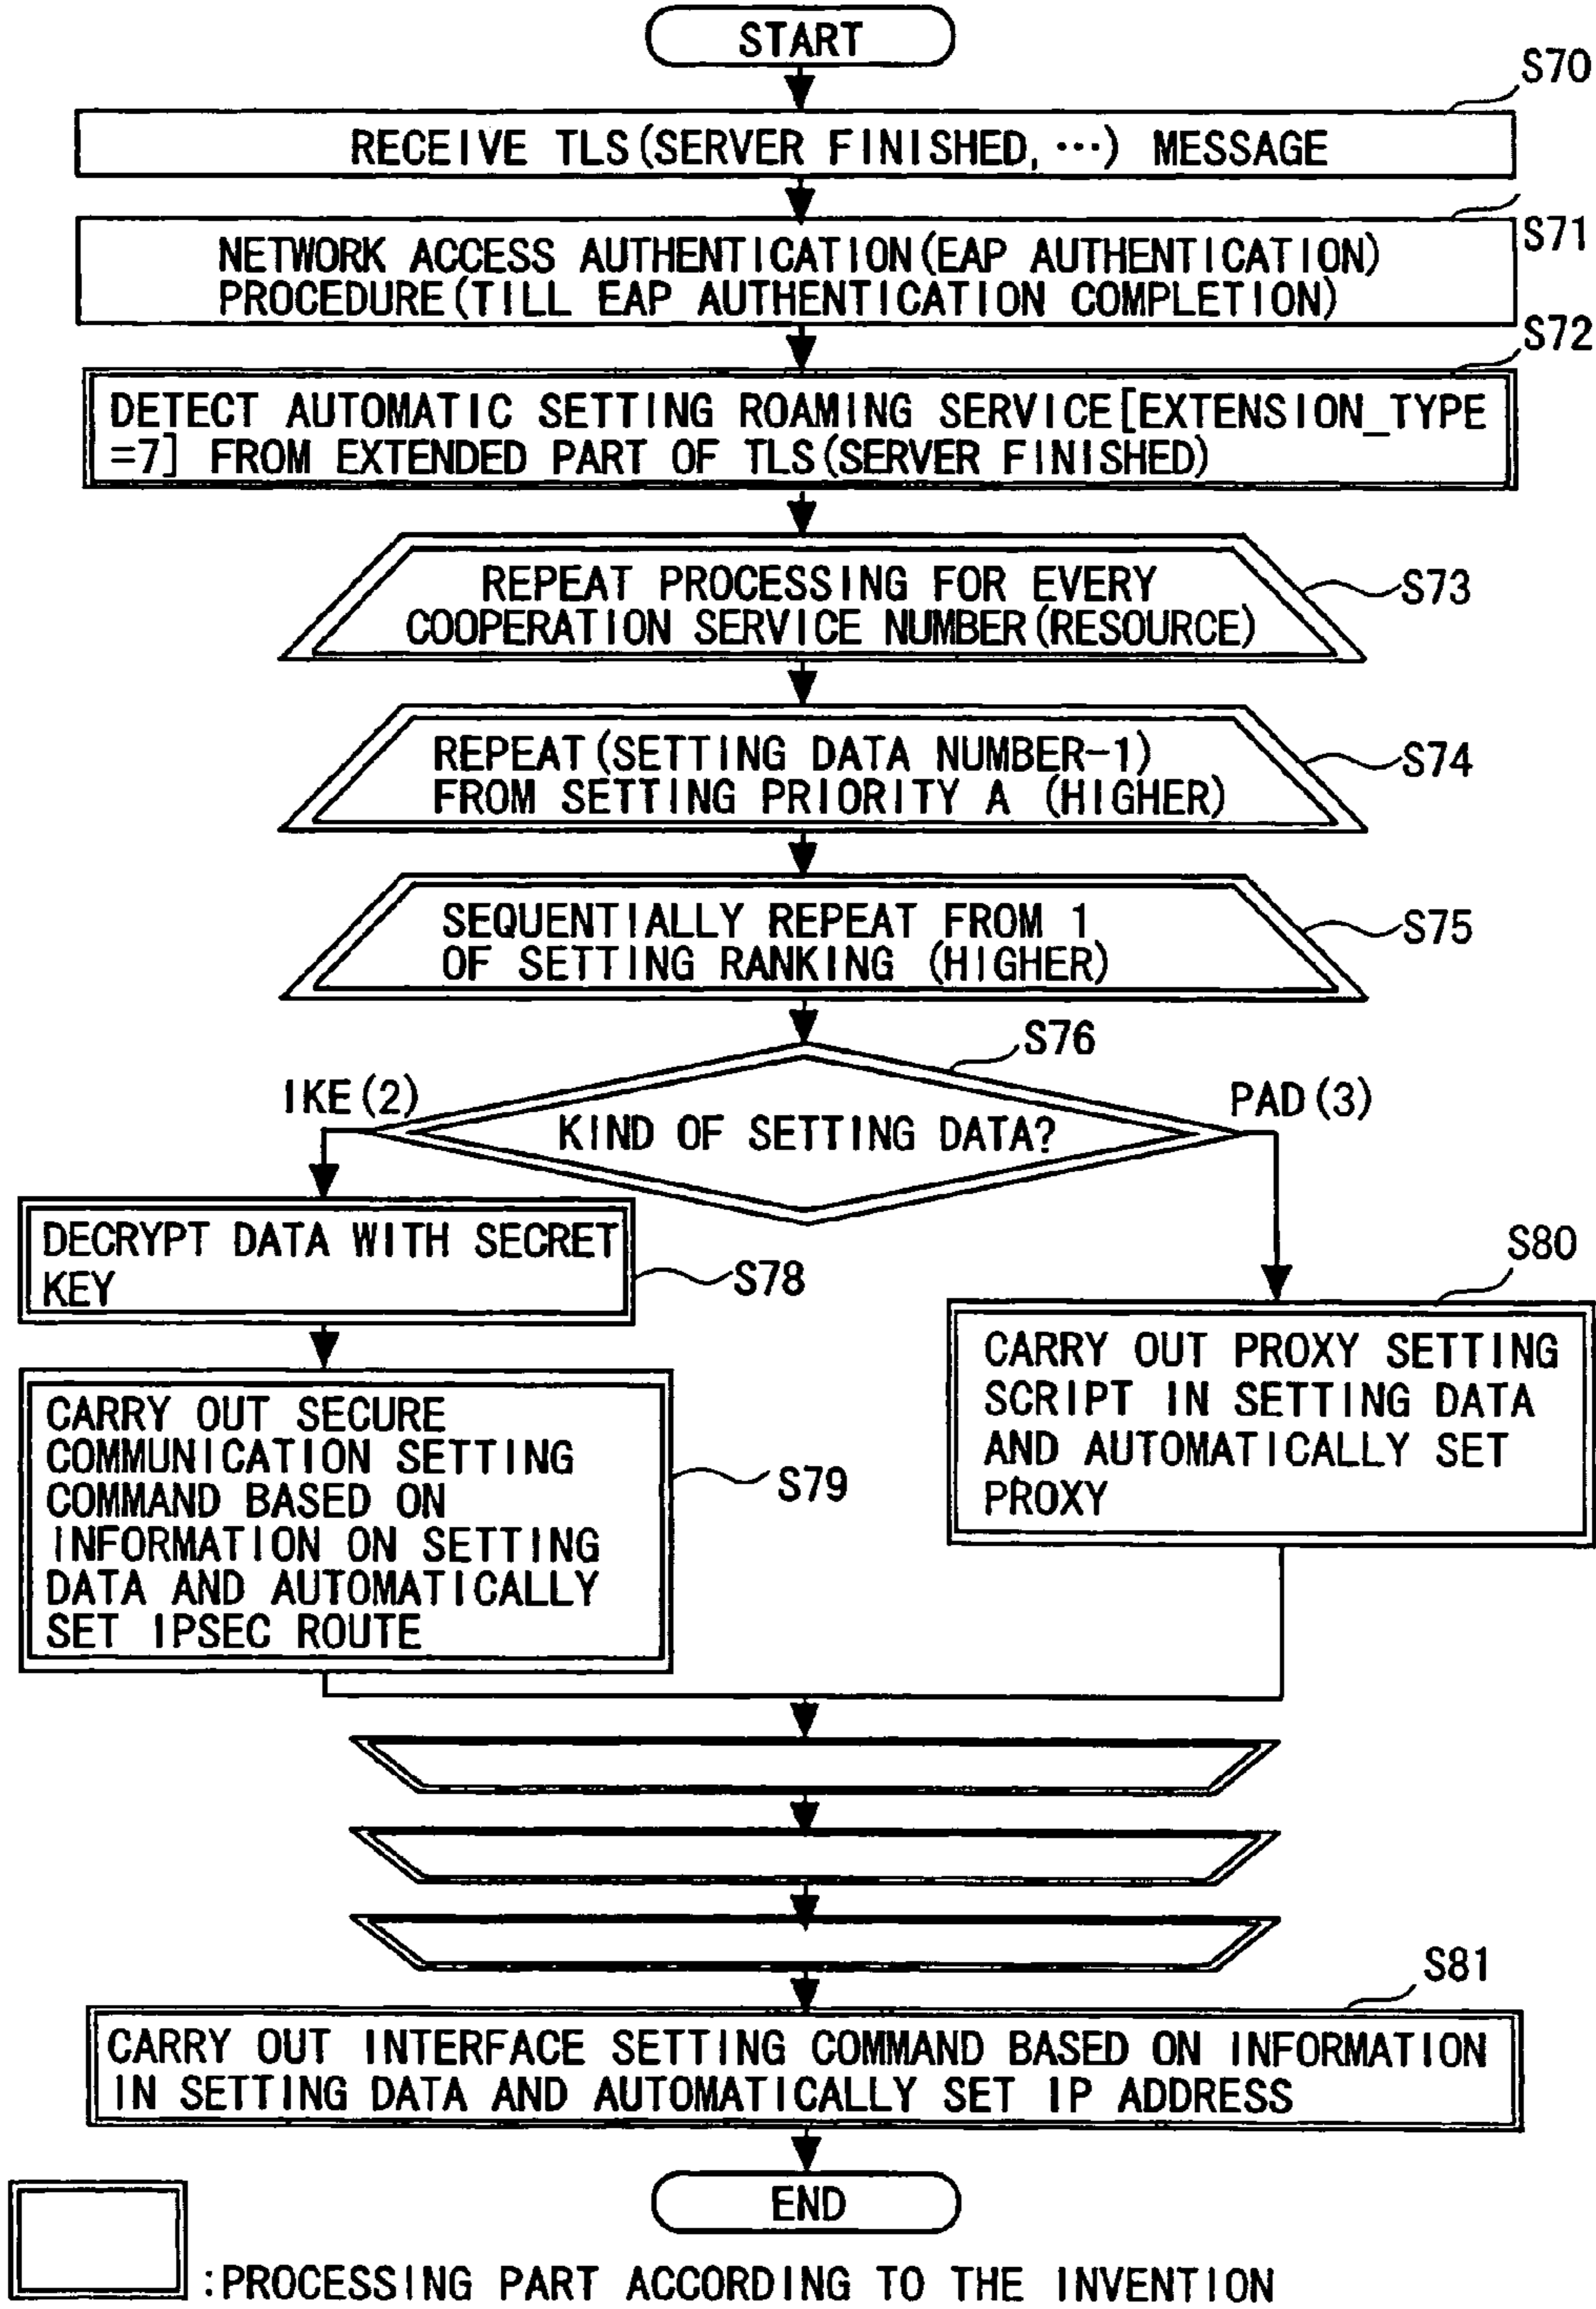 START
S70
RECEIVE TLS(SERVER FINISHED, ···) MESSAGE
S71
NETWORK ACCESS AUTHENTICATION(EAP AUTHENTICATION)
PROCEDURE(TILL EAP AUTHENTICATION COMPLETION)
S72
DETECT AUTOMATIC SETTING ROAMING SERVICE[EXTENSION_TYPE
=7] FROM EXTENDED PART OF TLS(SERVER FINISHED)
REPEAT PROCESSING FOR EVERY
COOPERATION SERVICE NUMBER(RESOURCE)
S73
REPEAT(SETTING DATA NUMBER-1)
FROM SETTING PRIORITY A (HIGHER)
S74
SEQUENTIALLY REPEAT FROM 1
OF SETTING RANKING (HIGHER)
S75
S76
IKE(2)
PAD(3)
KIND OF SETTING DATA?
DECRYPT DATA WITH SECRET
KEY
S78
CARRY OUT SECURE
COMMUNICATION SETTING
COMMAND BASED ON
INFORMATION ON SETTING
DATA AND AUTOMATICALLY
SET IPSEC ROUTE
S79
S80
CARRY OUT PROXY SETTING
SCRIPT IN SETTING DATA
AND AUTOMATICALLY SET
PROXY
S81
CARRY OUT INTERFACE SETTING COMMAND BASED ON INFORMATION
IN SETTING DATA AND AUTOMATICALLY SET IP ADDRESS
END
:PROCESSING PART ACCORDING TO THE INVENTION